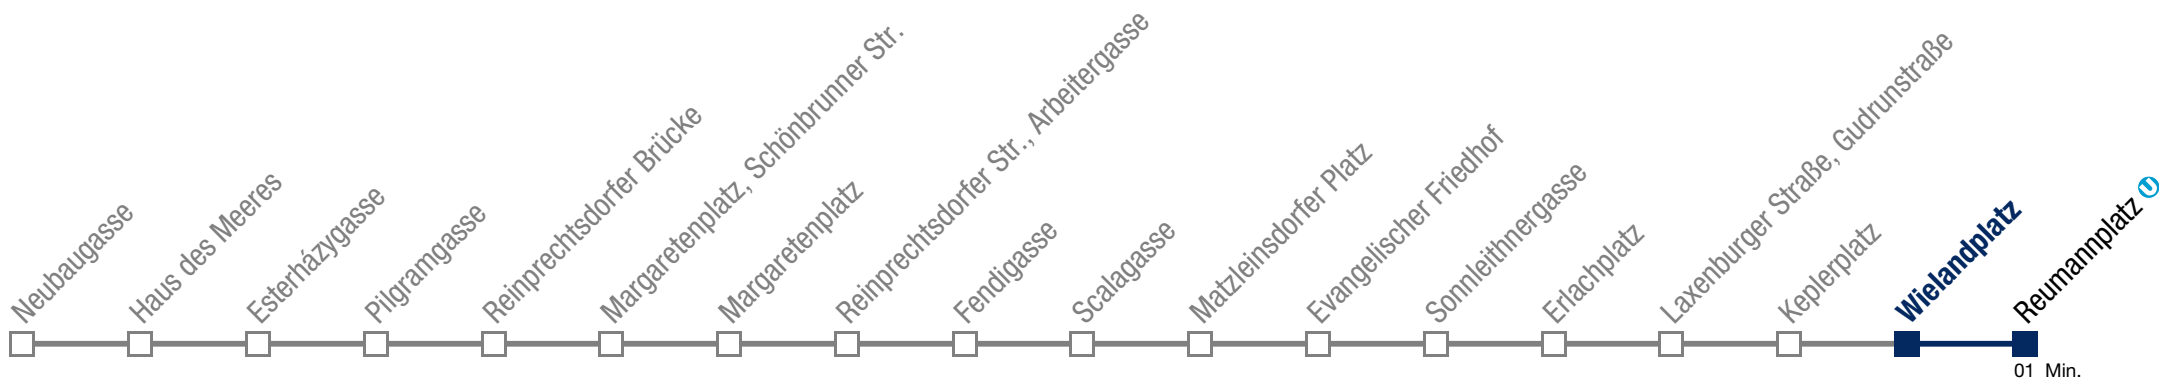 Neubaugasse
Haus des Meeres
Esterházygasse
Pilgramgasse
Reinprechtsdorfer Brücke
Margaretenplatz, Schönbrunner Str.
Margaretenplatz
Reinprechtsdorfer Str., Arbeitergasse
Fendigasse
Scalagasse
Matzleinsdorfer Platz
Evangelischer Friedhof
Sonnleithnergasse
Erlachplatz
Laxenburger Straße, Gudrunstraße
Keplerplatz
Wielandplatz
Reumannplatz U
01 Min.